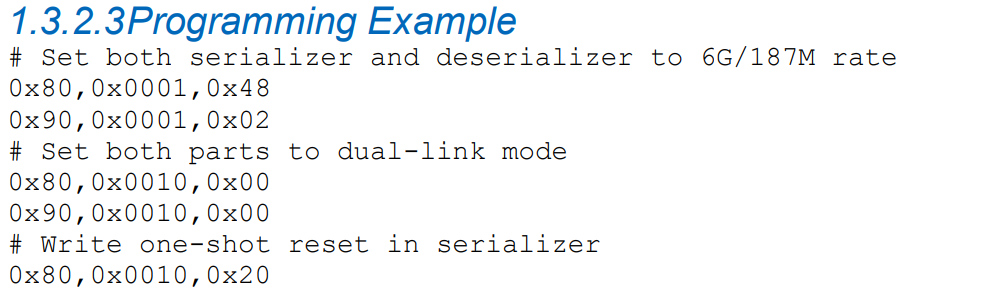 1.3.2.3Programming Example
# Set both serializer and deserializer to 6G/187M rate
0x80,0x0001,0x48
0x90,0x0001,0x02
# Set both parts to dual-link mode
0x80,0x0010,0x00
0x90,0x0010,0x00
# Write one-shot reset in serializer
0x80,0x0010,0x20